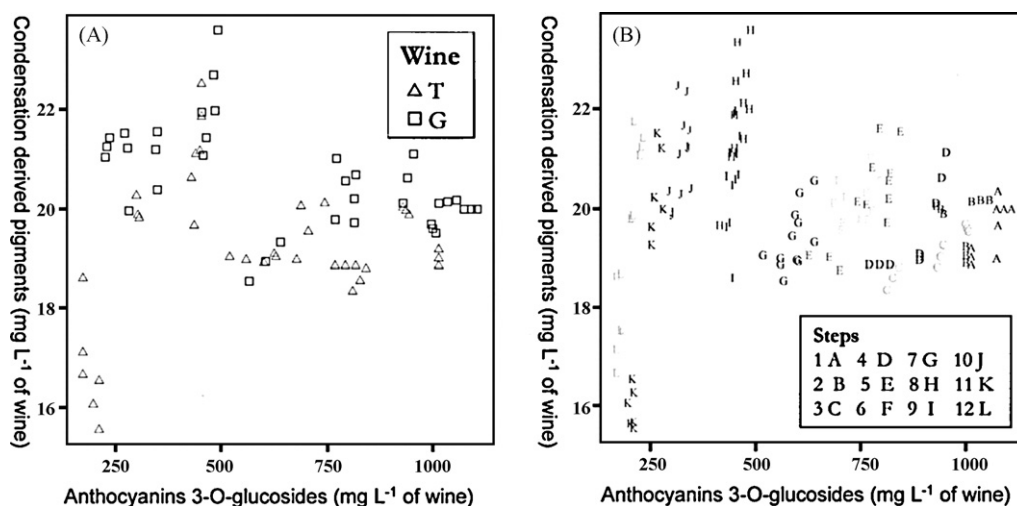 (A)
Wine
T
G
Condensation derived pigments (mg L⁻¹ of wine)
22
20
18
16
250 500 750 1000
Anthocyanins 3-O-glucosides (mg L⁻¹ of wine)
(B)
Condensation derived pigments (mg L⁻¹ of wine)
22
20
18
16
Steps
1 A 4 D 7 G 10 J
2 B 5 E 8 H 11 K
3 C 6 F 9 I 12 L
250 500 750 1000
Anthocyanins 3-O-glucosides (mg L⁻¹ of wine)